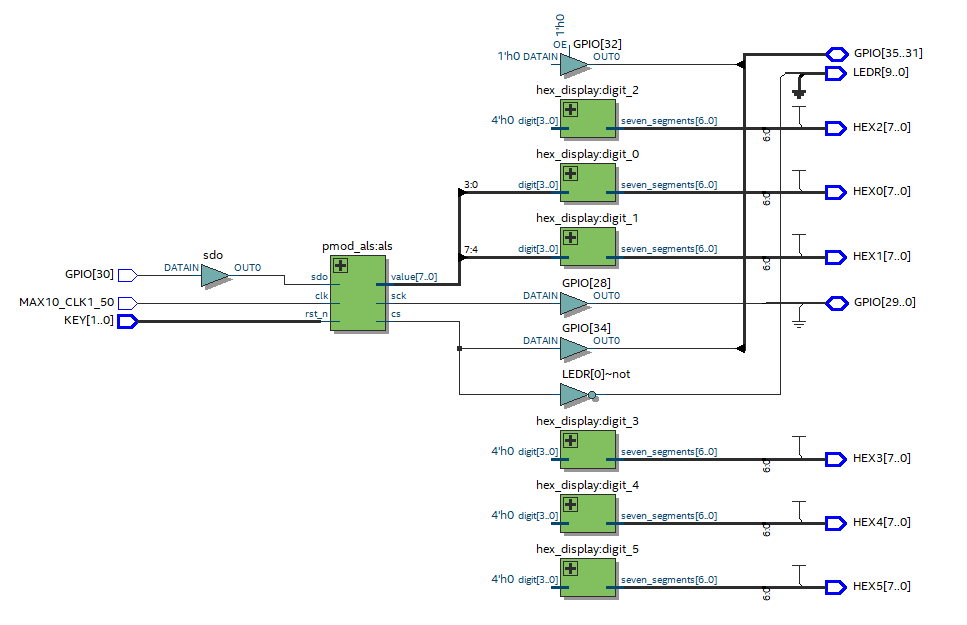 1'h0
OE GPIO[32]
1'h0 DATAIN OUT0
GPIO[35..31]
LEDR[9..0]
hex_display:digit_2
4'h0 digit[3..0] seven_segments[6..0] 6:0 HEX2[7..0]
hex_display:digit_0
3:0 digit[3..0] seven_segments[6..0] 6:0 HEX0[7..0]
hex_display:digit_1
7:4 digit[3..0] seven_segments[6..0] 6:0 HEX1[7..0]
sdo
GPIO[30] DATAIN OUT0
pmod_als:als
sdo value[7..0]
MAX10_CLK1_50 clk sck
KEY[1..0] rst_n cs
GPIO[28]
DATAIN OUT0 GPIO[29..0]
GPIO[34]
DATAIN OUT0
LEDR[0]~not
hex_display:digit_3
4'h0 digit[3..0] seven_segments[6..0] 6:0 HEX3[7..0]
hex_display:digit_4
4'h0 digit[3..0] seven_segments[6..0] 6:0 HEX4[7..0]
hex_display:digit_5
4'h0 digit[3..0] seven_segments[6..0] 6:0 HEX5[7..0]